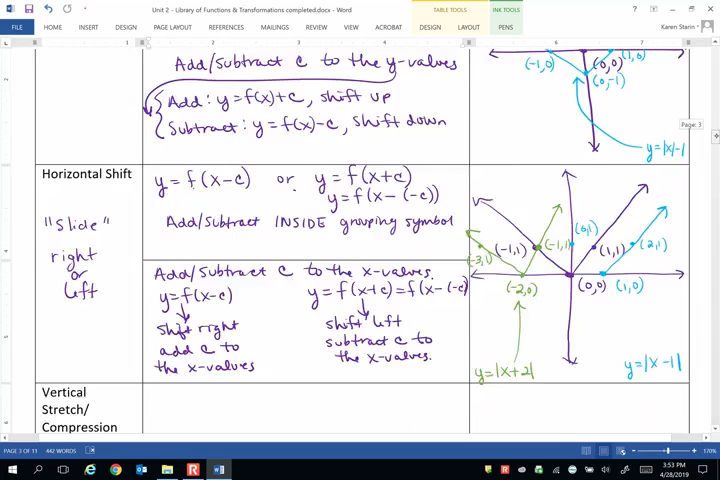 Unit 2 - Library of Functions & Transformations completed.docx - Word
TABLE TOOLS
INK TOOLS
Karen Starin
FILE
HOME
INSERT
DESIGN
PAGE LAYOUT
REFERENCES
MAILINGS
REVIEW
VIEW
ACROBAT
DESIGN
LAYOUT
PENS
Add/Subtract c to the y-values
Add: y=f(x)+c, shift up
Subtract: y=f(x)-c, shift down
(-1,0)
(0,0)
(1,0)
(0,-1)
y=|x|-1
Page: 3
Horizontal Shift
"Slide"
right
or
left
y=f(x-c) or y=f(x+c)
y=f(x-(-c))
Add/Subtract INSIDE grouping symbol
Add/Subtract c to the x-values.
y=f(x-c)
shift right
add c to
the x-values
y=f(x+c)=f(x-(-c)
shift left
subtract c to
the x-values.
(0,1)
(-3,1)
(-1,1)
(-1,1)
(1,1)
(2,1)
(-2,0)
(0,0)
(1,0)
y=|x+2|
y=|x-1|
Vertical
Stretch/
Compression
PAGE 3 OF 11
442 WORDS
170%
3:53 PM
4/28/2019